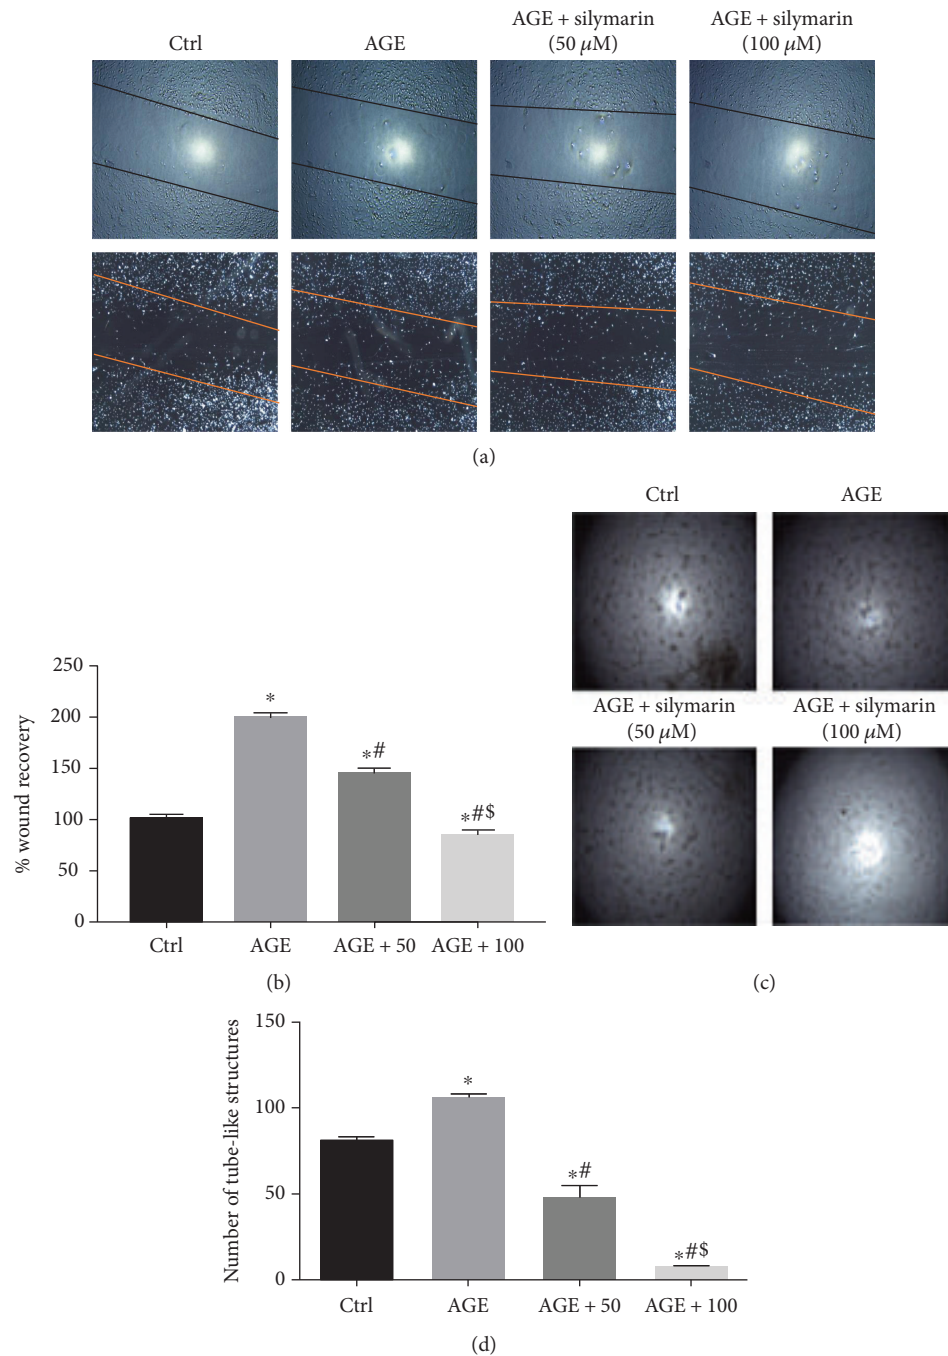 Ctrl
AGE
AGE + silymarin
(50 μM)
AGE + silymarin
(100 μM)
(a)
250
200
150
100
50
0
% wound recovery
*
*#
*#$
Ctrl
AGE
AGE + 50
AGE + 100
(b)
Ctrl
AGE
AGE + silymarin
(50 μM)
AGE + silymarin
(100 μM)
(c)
150
100
50
0
Number of tube-like structures
*
*#
*#$
Ctrl
AGE
AGE + 50
AGE + 100
(d)